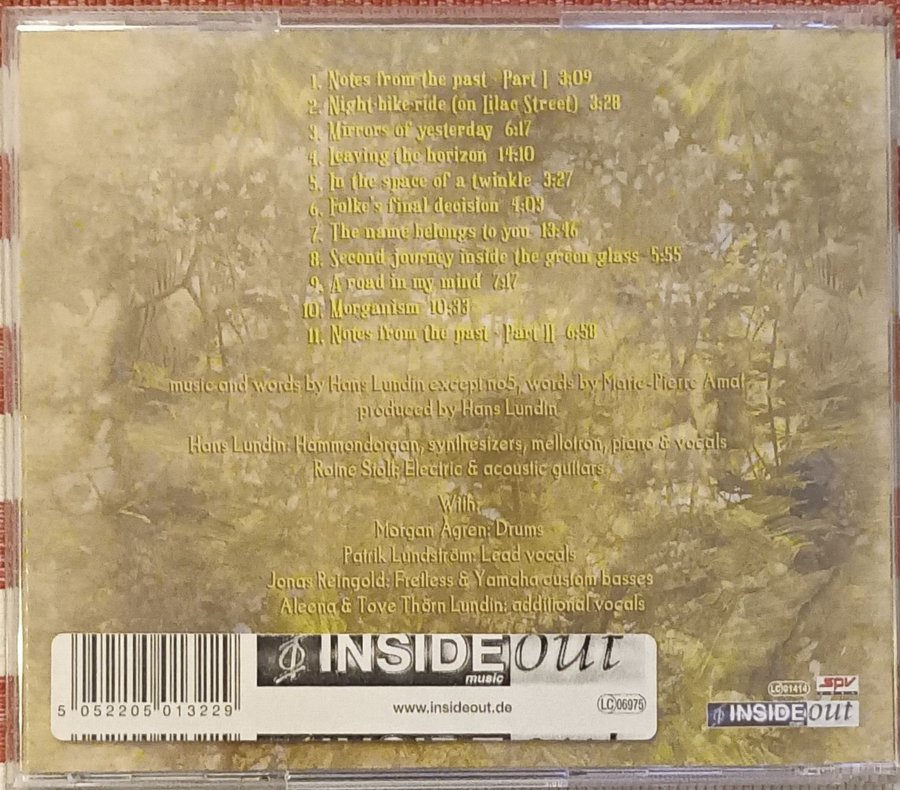 1. Notes from the past - Part I 3:09
2. Night-bike-ride (on Lilac Street) 3:28
3. Mirrors of yesterday 6:17
4. Leaving the horizon 14:10
5. In the space of a twinkle 3:27
6. Folke's final decision 4:03
7. The name belongs to you 13:46
8. Second journey inside the green glass 5:55
9. A road in my mind 7:17
10. Morganism 10:33
11. Notes from the past - Part II 6:58
music and words by Hans Lundin except no5, words by Marie-Pierre Amat
produced by Hans Lundin
Hans Lundin: Hammondorgan, synthesizers, mellotron, piano & vocals
Roine Stolt: Electric & acoustic guitars
With:
Morgan Ågren: Drums
Patrik Lundström: Lead vocals
Jonas Reingold: Fretless & Yamaha custom basses
Aleena & Tove Thörn Lundin: additional vocals
INSIDEout
music
www.insideout.de
LC 06975
5 052205 013229
LC 01414 spv
INSIDEout